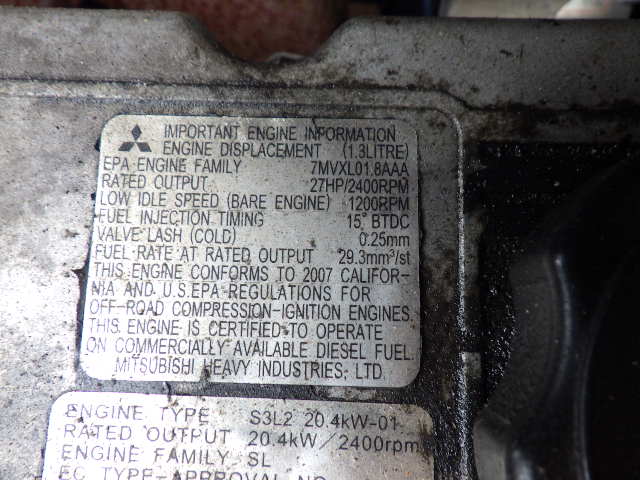 IMPORTANT ENGINE INFORMATION
ENGINE DISPLACEMENT (1.3LITRE)
EPA ENGINE FAMILY 7MVXL01.8AAA
RATED OUTPUT 27HP/2400RPM
LOW IDLE SPEED (BARE ENGINE) 1200RPM
FUEL INJECTION TIMING 15° BTDC
VALVE LASH (COLD) 0.25mm
FUEL RATE AT RATED OUTPUT 29.3mm³/st
THIS ENGINE CONFORMS TO 2007 CALIFOR-
NIA AND U.S.EPA-REGULATIONS FOR
OFF-ROAD COMPRESSION-IGNITION ENGINES.
THIS ENGINE IS CERTIFIED TO OPERATE
ON COMMERCIALLY AVAILABLE DIESEL FUEL.
MITSUBISHI HEAVY INDUSTRIES, LTD.
ENGINE TYPE S3L2 20.4kW-01
RATED OUTPUT 20.4kW/2400rpm
ENGINE FAMILY SL
EC TYPE-APPROVAL NO